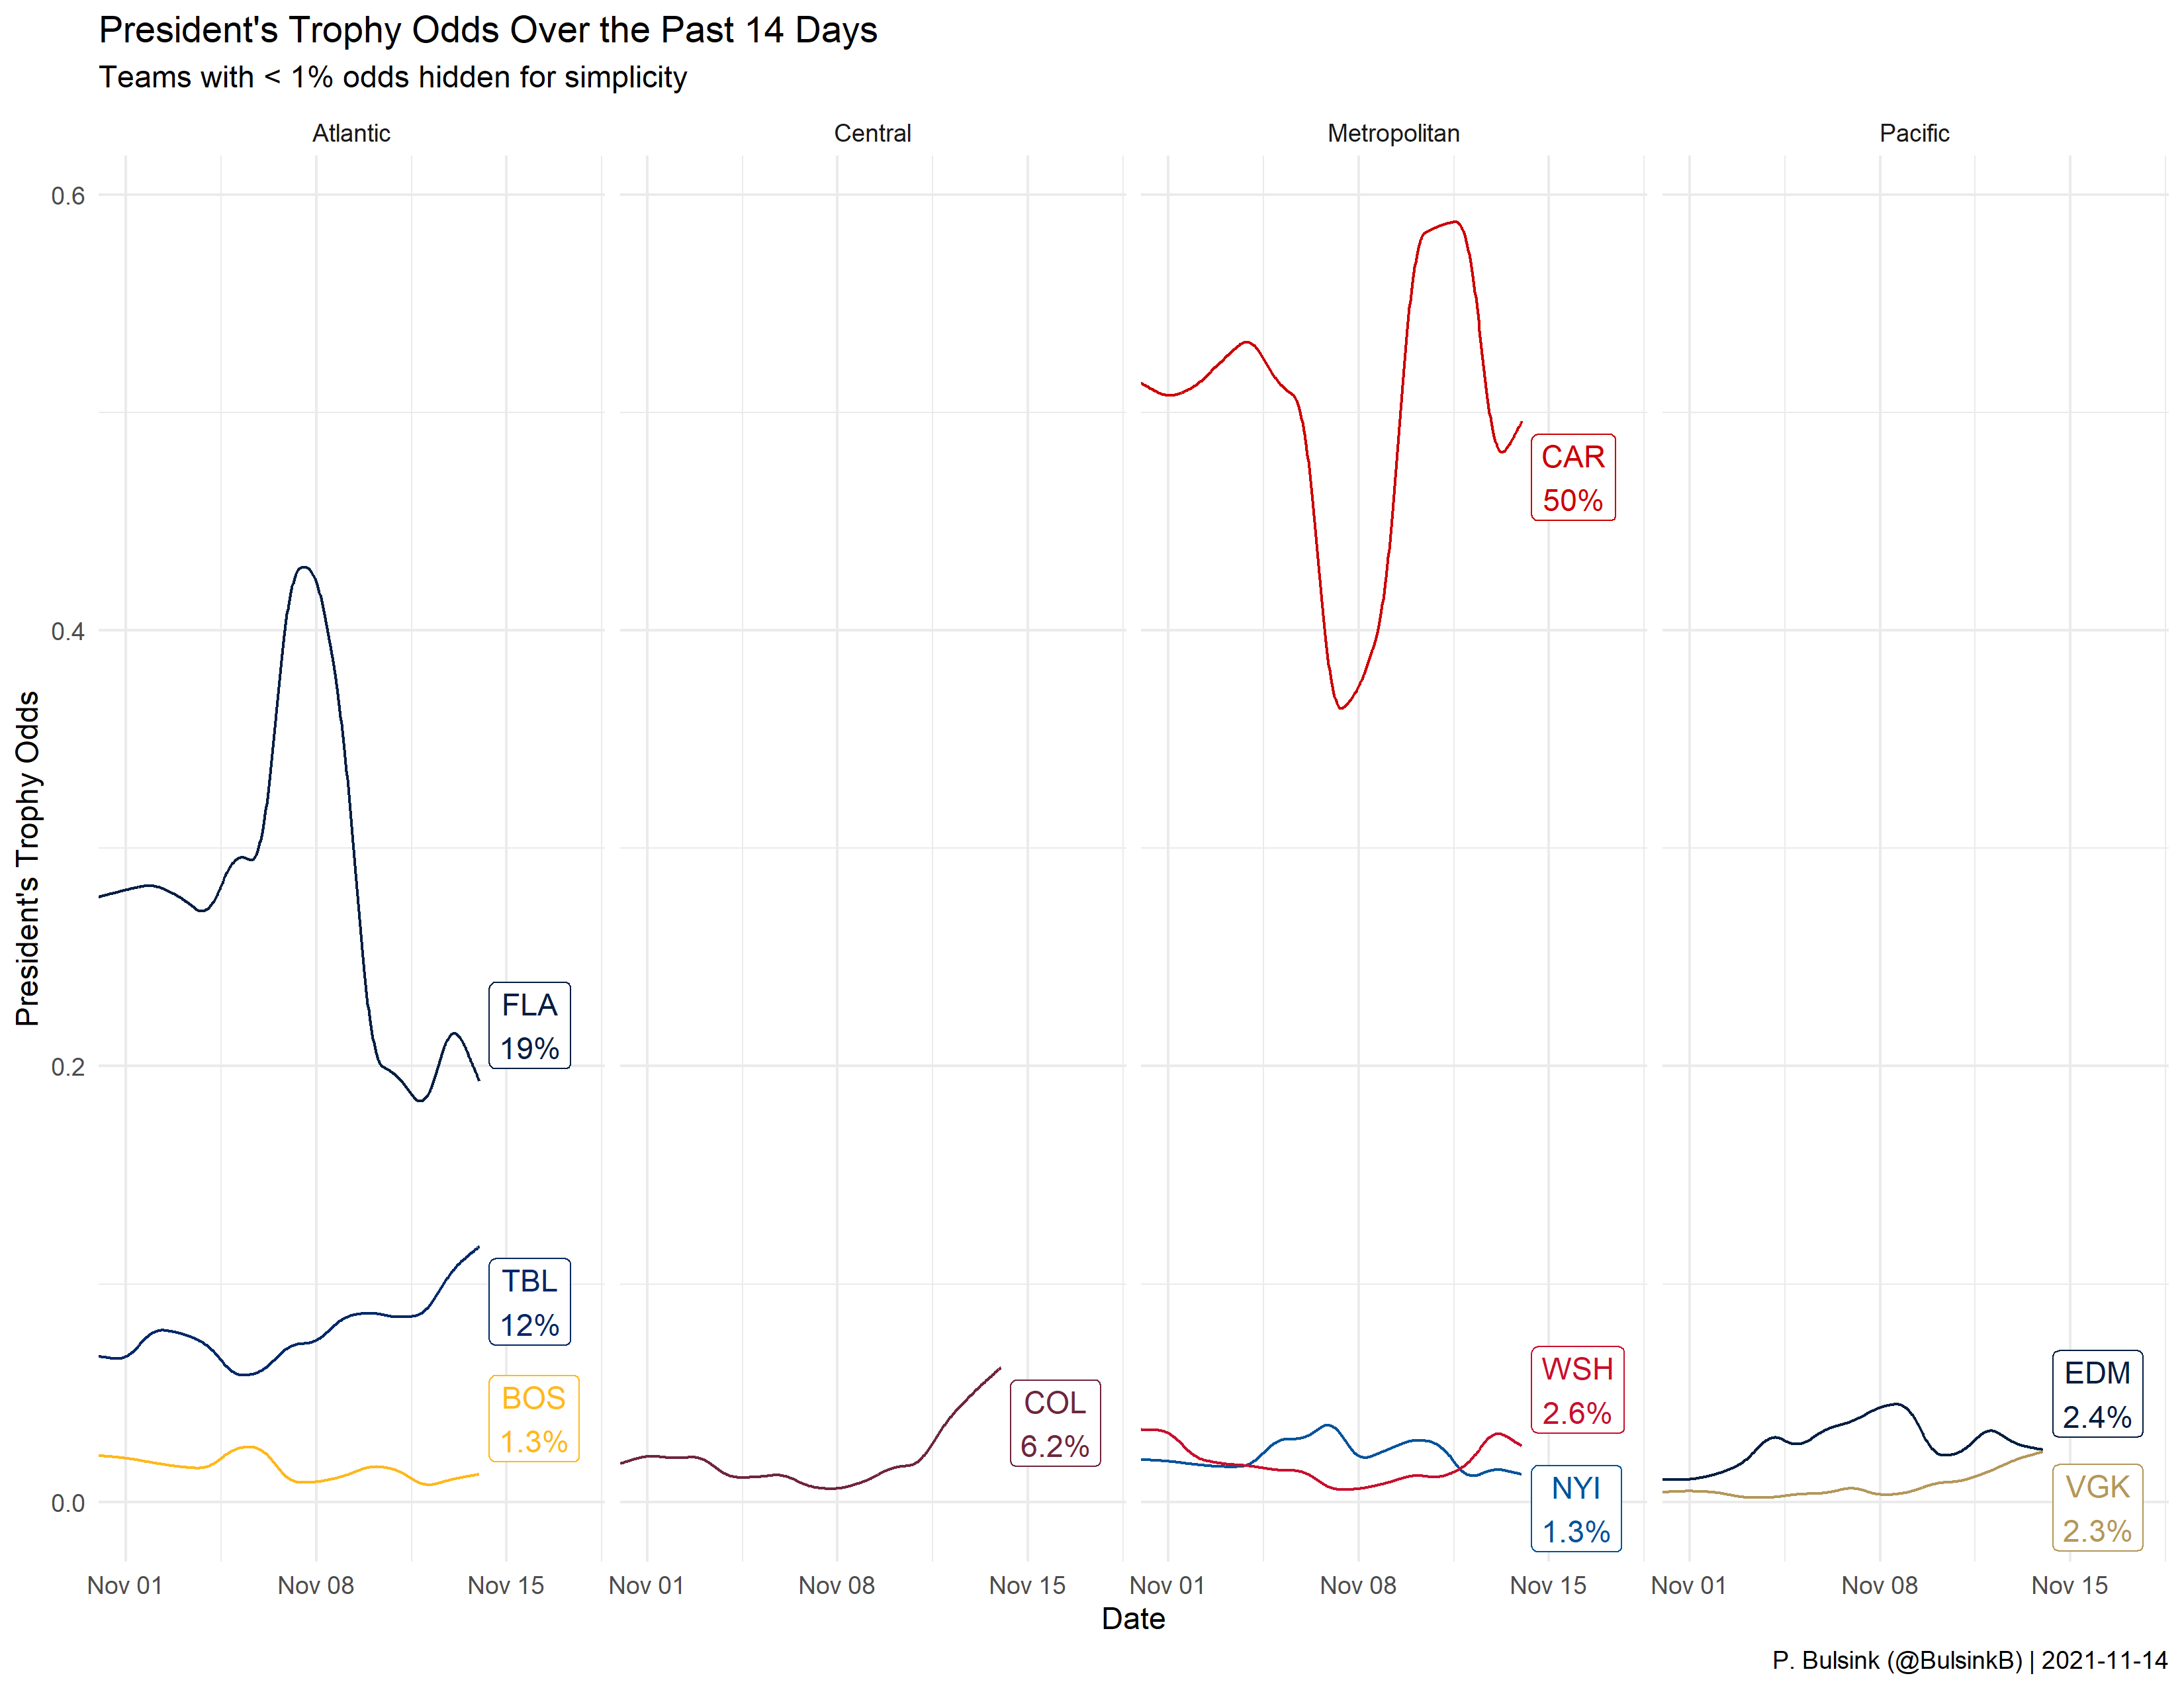 President's Trophy Odds Over the Past 14 Days
Teams with < 1% odds hidden for simplicity
Atlantic
Central
Metropolitan
Pacific
President's Trophy Odds
0.6
0.4
0.2
0.0
FLA
19%
TBL
12%
BOS
1.3%
COL
6.2%
CAR
50%
WSH
2.6%
NYI
1.3%
EDM
2.4%
VGK
2.3%
Nov 01 Nov 08 Nov 15
Nov 01 Nov 08 Nov 15
Nov 01 Nov 08 Nov 15
Nov 01 Nov 08 Nov 15
Date
P. Bulsink (@BulsinkB) | 2021-11-14